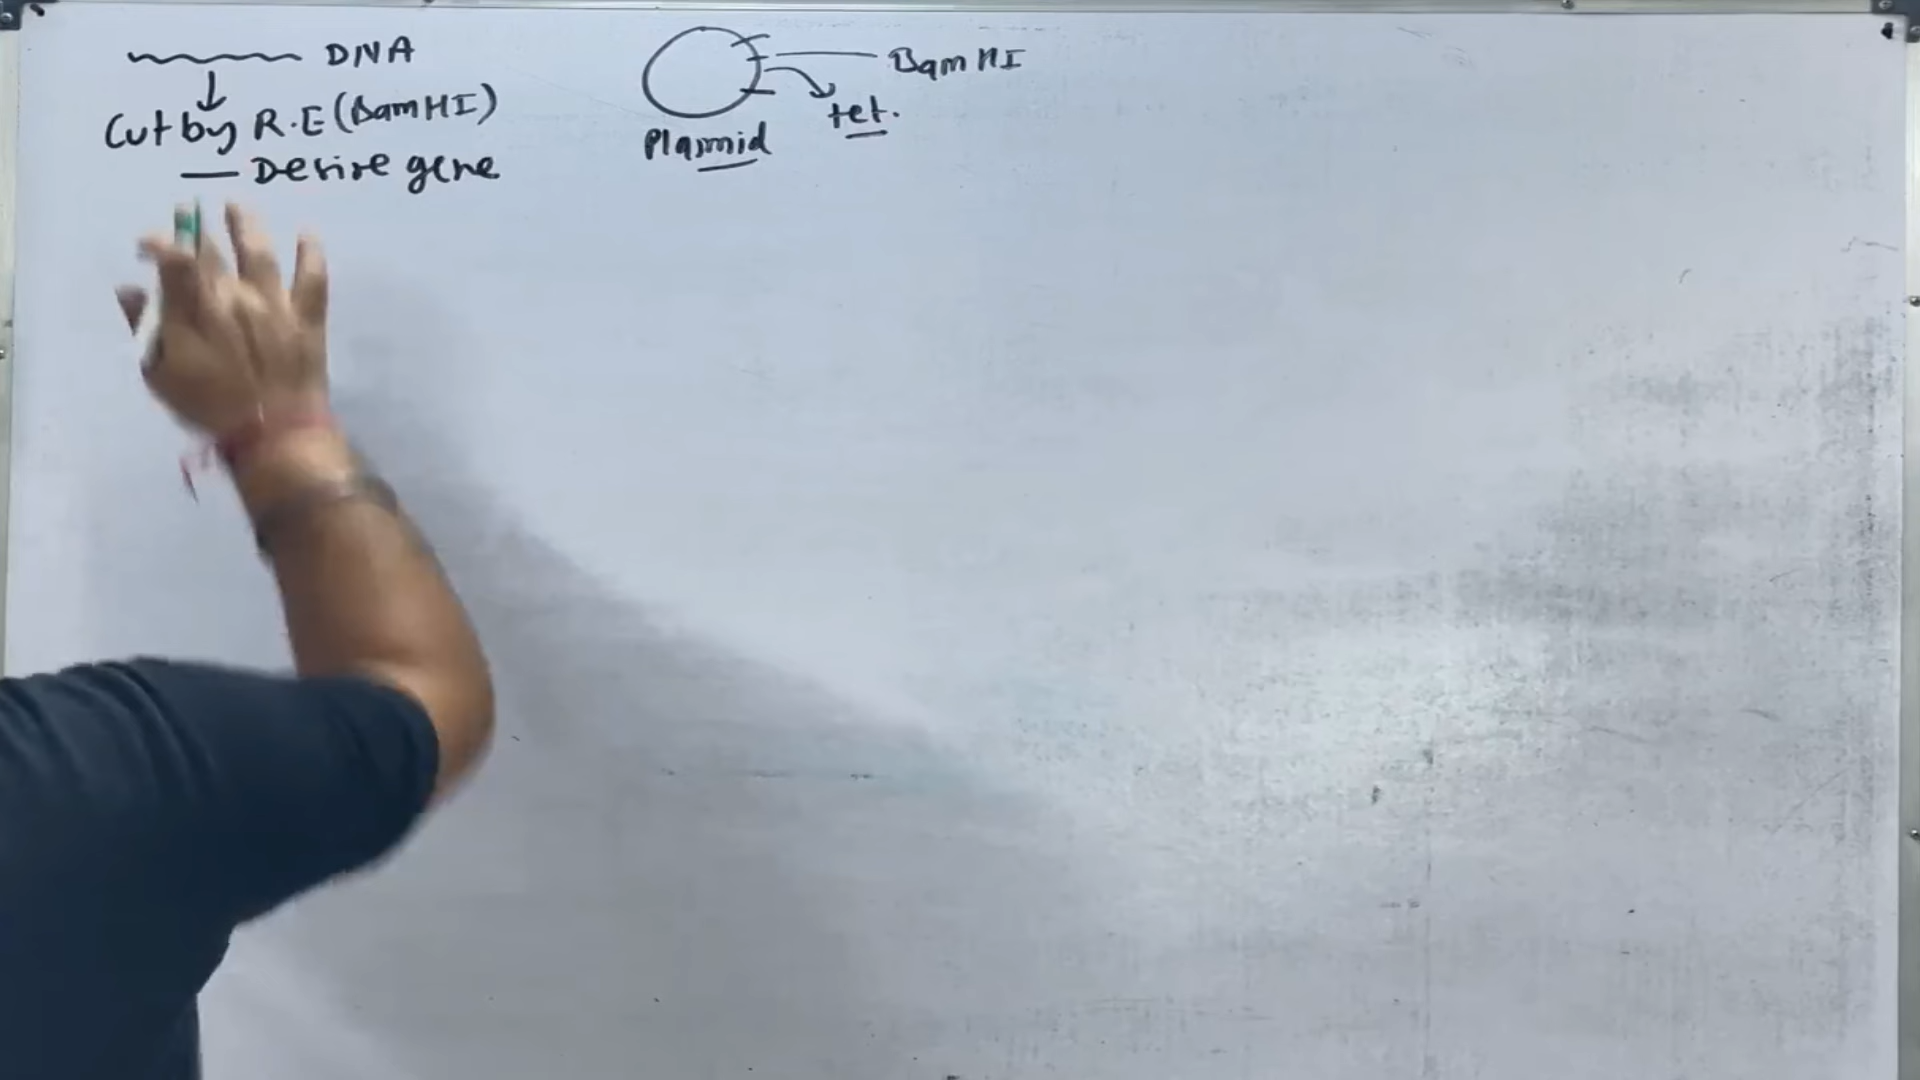 DNA
Cut by R.E (BamHI)
— Desire gene
BamHI
tet.
Plasmid